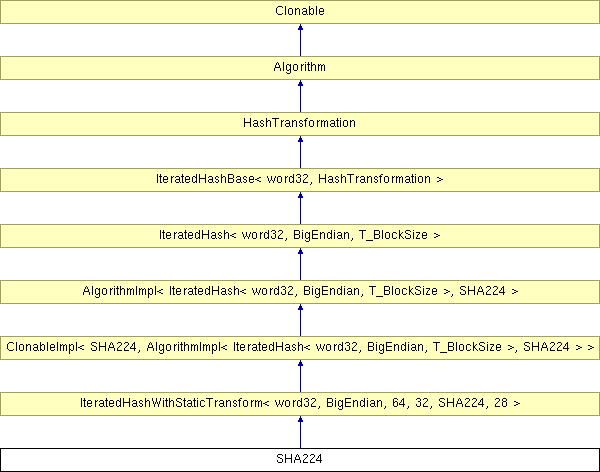 Clonable
Algorithm
HashTransformation
IteratedHashBase< word32, HashTransformation >
IteratedHash< word32, BigEndian, T_BlockSize >
AlgorithmImpl< IteratedHash< word32, BigEndian, T_BlockSize >, SHA224 >
ClonableImpl< SHA224, AlgorithmImpl< IteratedHash< word32, BigEndian, T_BlockSize >, SHA224 > >
IteratedHashWithStaticTransform< word32, BigEndian, 64, 32, SHA224, 28 >
SHA224